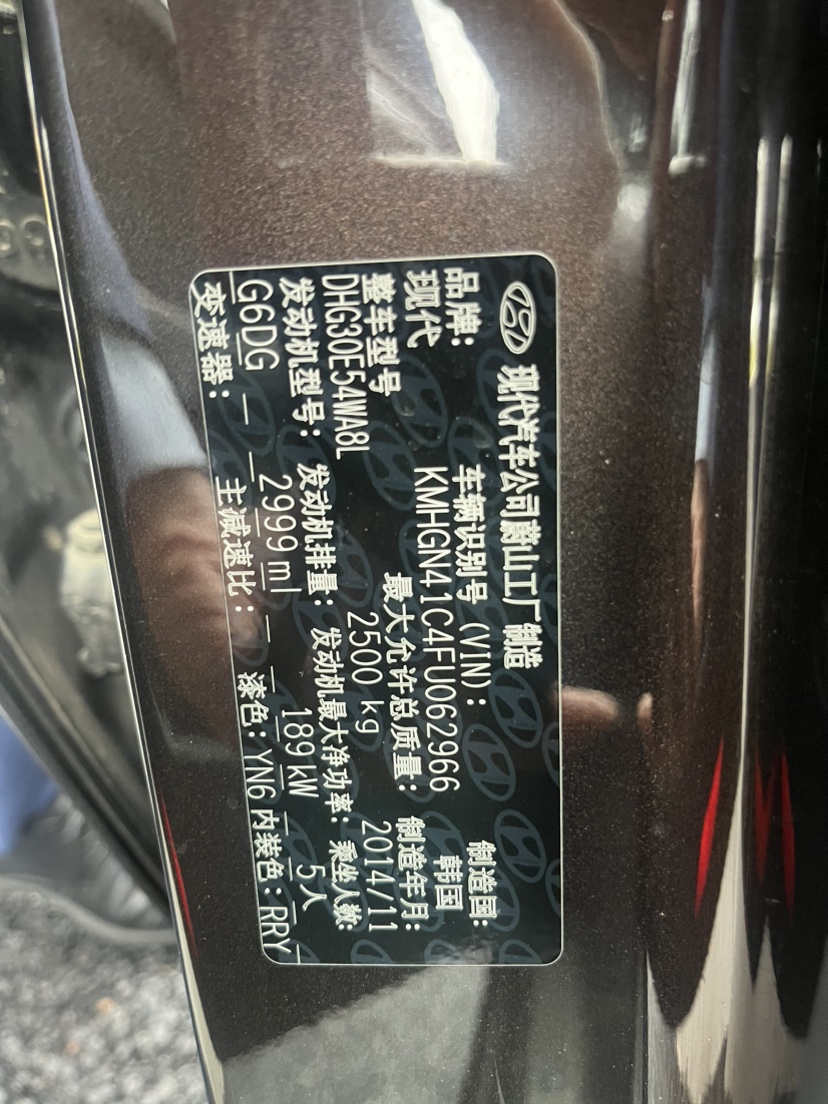 现代汽车公司蔚山工厂制造
品牌: 车辆识别号 (VIN): 制造国:
现代 KMHGN41C4FU062966 韩国
整车型号 最大允许总质量: 制造年月:
DHG30E54WA8L 2500 kg 2014/11
发动机型号: 发动机排量: 发动机最大净功率: 乘坐人数:
G6DG 2999 ml 189 kW 5人
变速器: 主减速比: 漆色: YN6 内装色: RRY